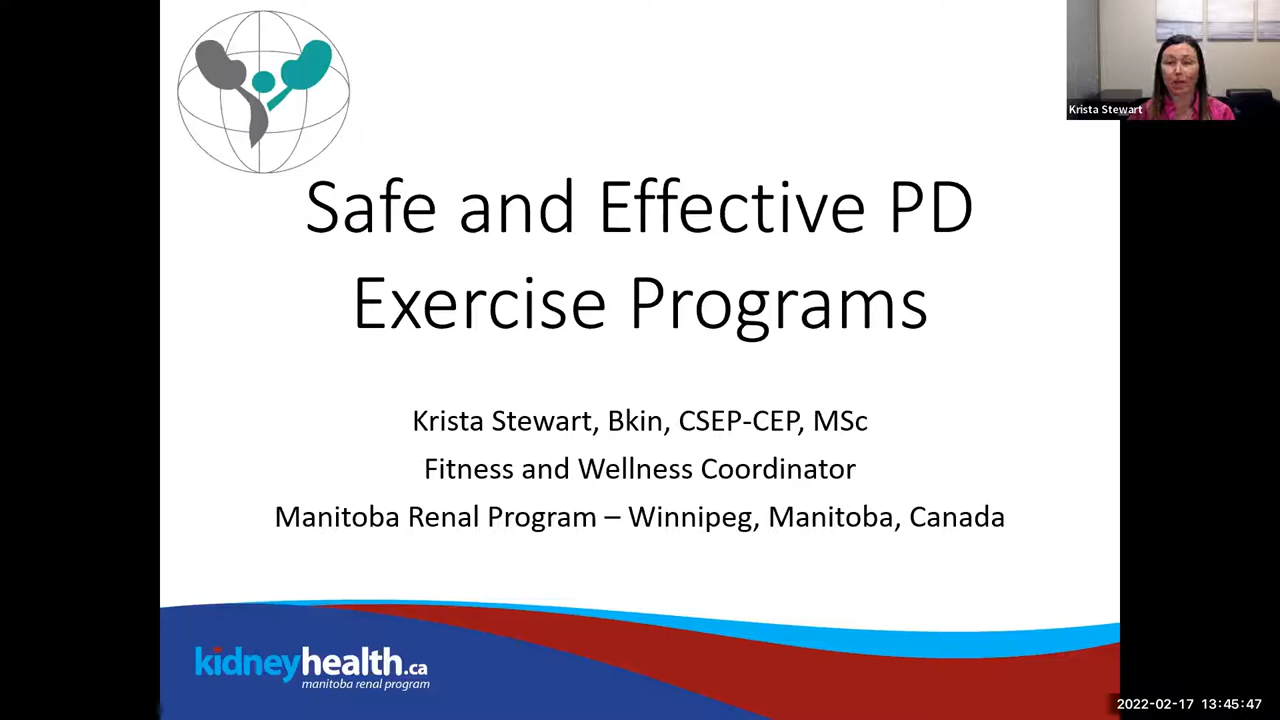 Krista Stewart
Safe and Effective PD
Exercise Programs
Krista Stewart, Bkin, CSEP-CEP, MSc
Fitness and Wellness Coordinator
Manitoba Renal Program – Winnipeg, Manitoba, Canada
kidneyhealth.ca
manitoba renal program
2022-02-17 13:45:47